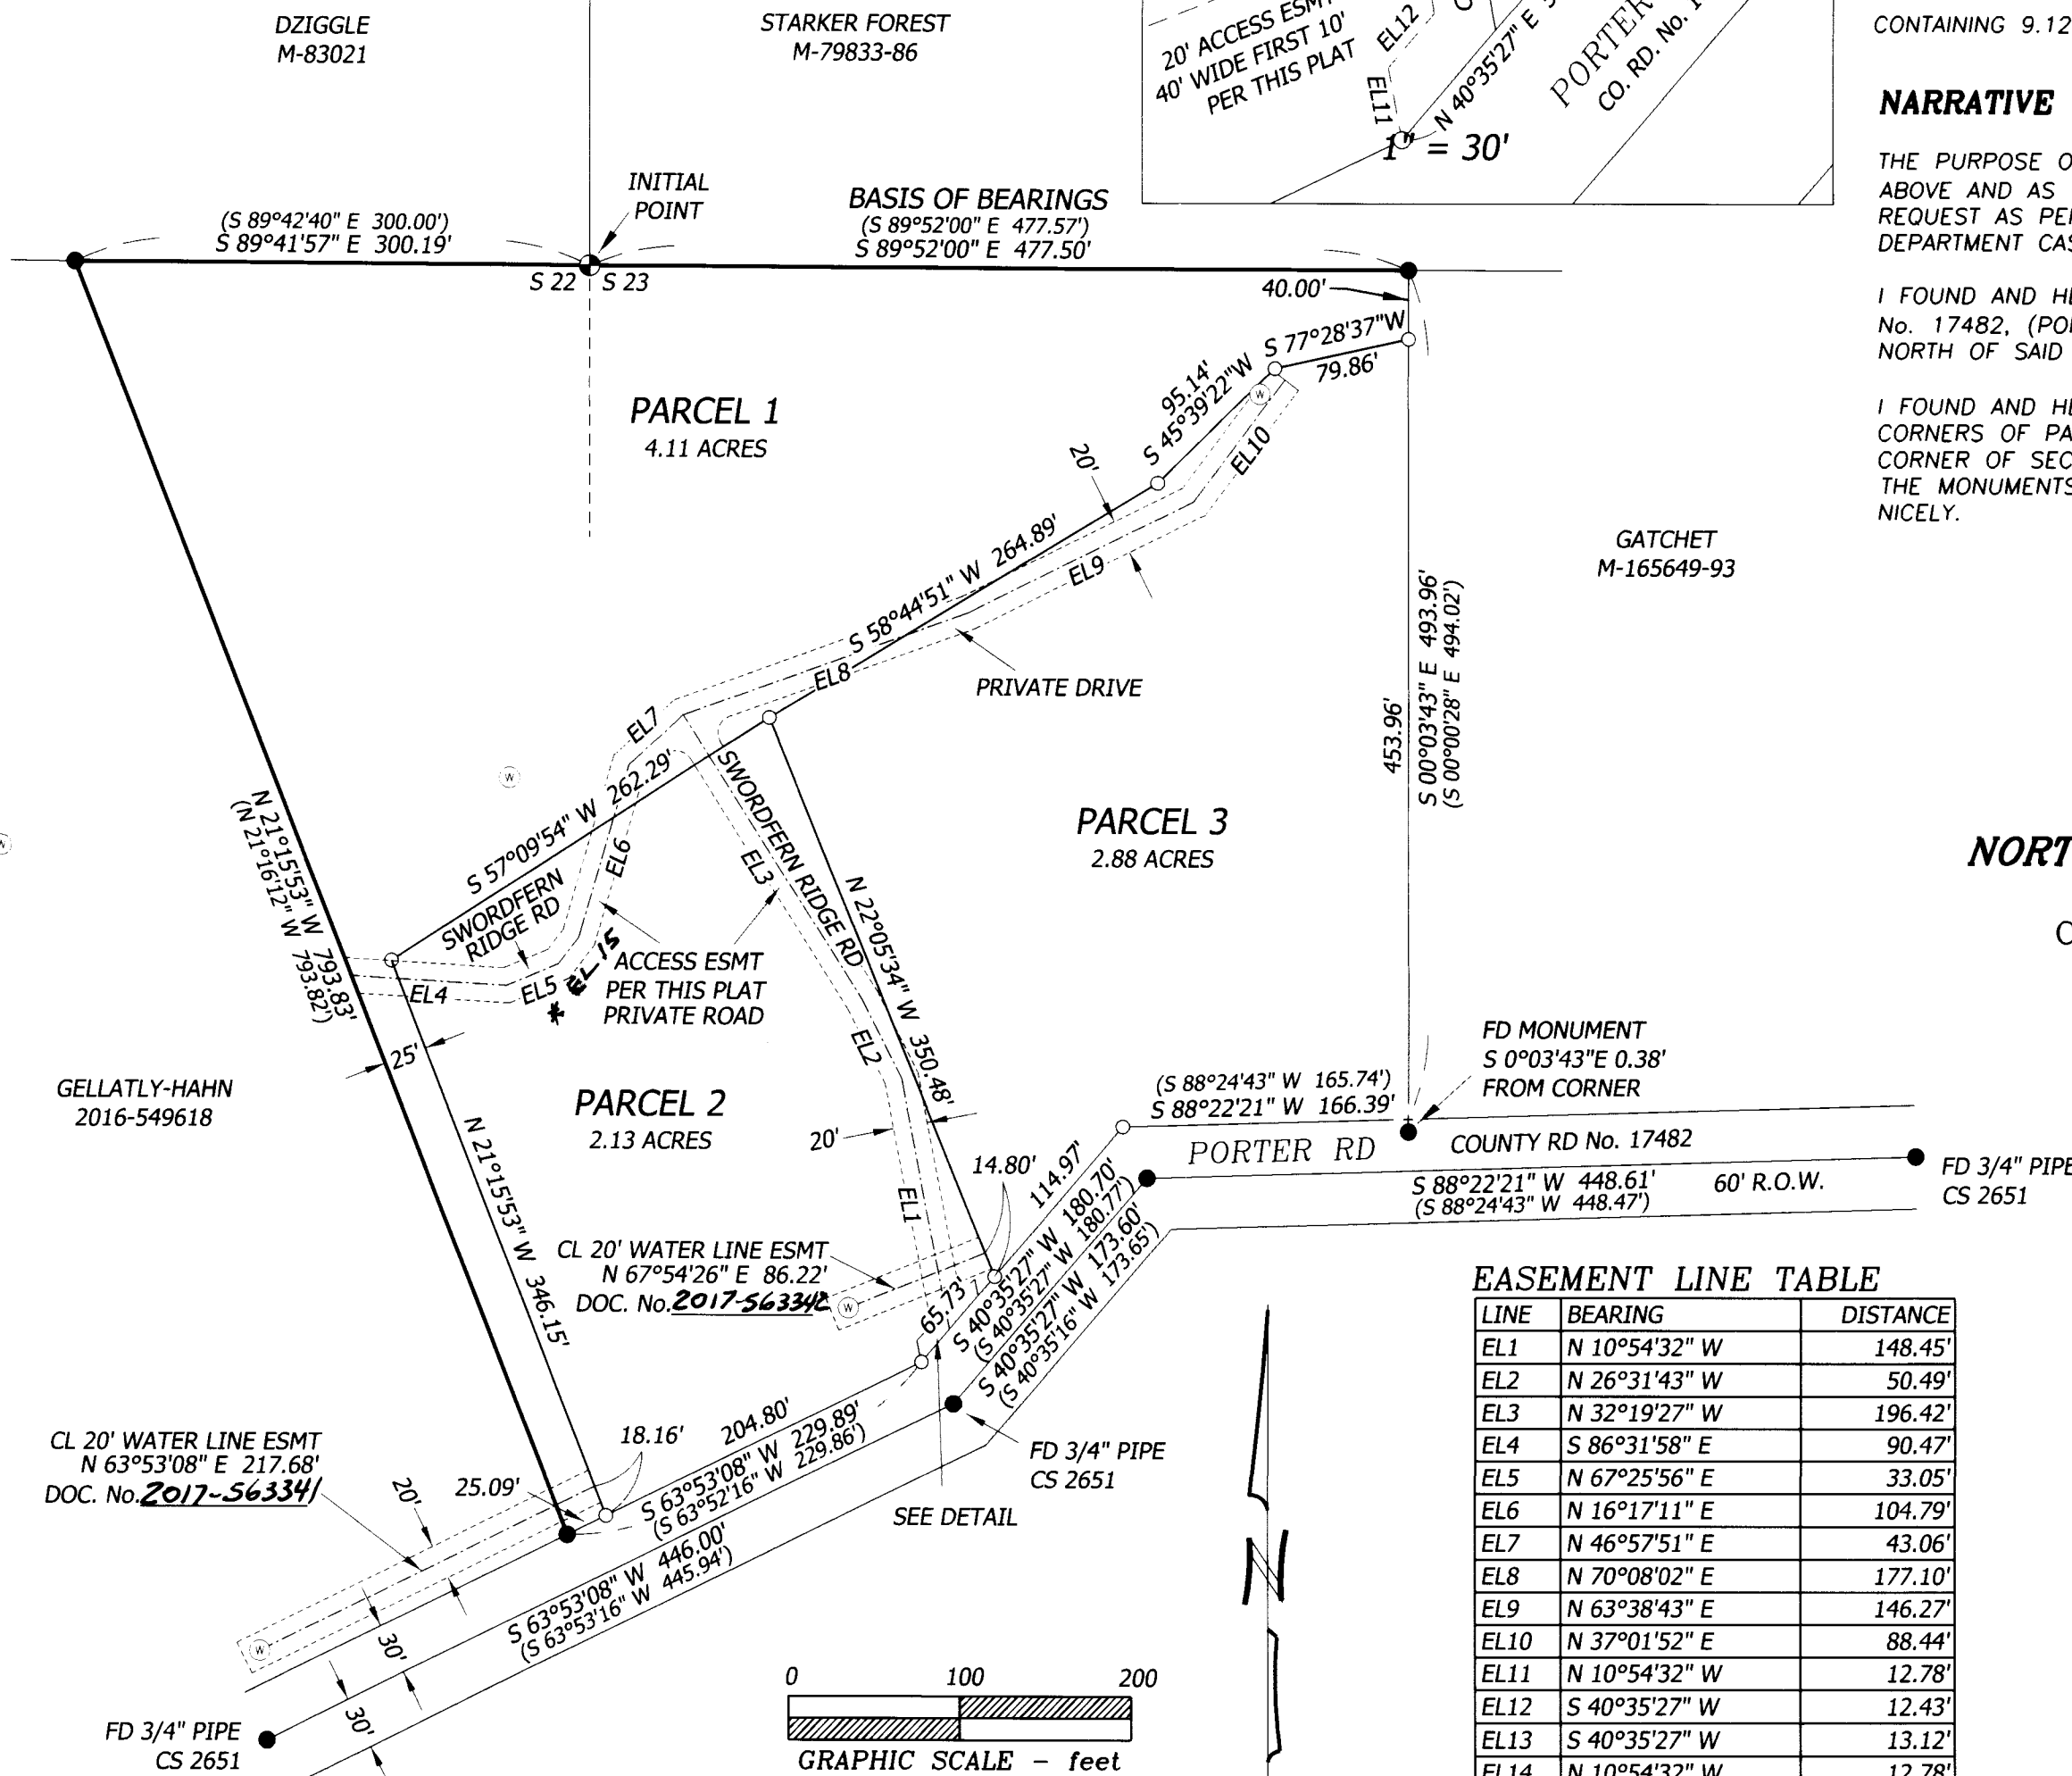 DZIGGLE
M-83021
STARKER FOREST
M-79833-86
20' ACCESS ESMT
40' WIDE FIRST 10'
PER THIS PLAT
EL12
EL11
N 40°35'27" E
PORTER
CO. RD. No. 1
1" = 30'
CONTAINING 9.12
NARRATIVE
THE PURPOSE O
ABOVE AND AS
REQUEST AS PE
DEPARTMENT CAS
I FOUND AND HE
No. 17482, (POR
NORTH OF SAID
I FOUND AND HE
CORNERS OF PA
CORNER OF SEC
THE MONUMENTS
NICELY.
INITIAL
POINT
(S 89°42'40" E 300.00')
S 89°41'57" E 300.19'
BASIS OF BEARINGS
(S 89°52'00" E 477.57')
S 89°52'00" E 477.50'
S 22
S 23
40.00'
S 77°28'37"W
79.86'
95.14'
S 45°39'22"W
W
EL10
20'
PARCEL 1
4.11 ACRES
S 58°44'51" W 264.89'
EL9
EL8
PRIVATE DRIVE
GATCHET
M-165649-93
453.96'
S 00°03'43" E 493.96'
(S 00°00'28" E 494.02')
EL7
S 57°09'54" W 262.29'
W
W
N 21°15'53" W 793.83'
(N 21°16'12" W 793.82')
EL6
EL3
SWORDFERN RIDGE RD
SWORDFERN
RIDGE RD
N 22°05'34" W 350.48'
PARCEL 3
2.88 ACRES
NORT
EL4
EL5
* EL-15
ACCESS ESMT
PER THIS PLAT
PRIVATE ROAD
EL2
25'
GELLATLY-HAHN
2016-549618
PARCEL 2
2.13 ACRES
20'
EL1
14.80'
N 21°15'53" W 346.15'
FD MONUMENT
S 0°03'43"E 0.38'
FROM CORNER
(S 88°24'43" W 165.74')
S 88°22'21" W 166.39'
PORTER RD
COUNTY RD No. 17482
S 88°22'21" W 448.61'
(S 88°24'43" W 448.47')
60' R.O.W.
FD 3/4" PIPE
CS 2651
114.97'
S 40°35'27" W 180.70'
(S 40°35'27" W 180.77')
S 40°35'27" W 173.60'
(S 40°35'16" W 173.65')
65.73'
CL 20' WATER LINE ESMT
N 67°54'26" E 86.22'
DOC. No. 2017-563342
W
CL 20' WATER LINE ESMT
N 63°53'08" E 217.68'
DOC. No. 2017-563341
20'
25.09'
18.16'
204.80'
S 63°53'08" W 229.89'
(S 63°52'16" W 229.86')
S 63°53'08" W 446.00'
(S 63°53'16" W 445.94')
FD 3/4" PIPE
CS 2651
SEE DETAIL
W
30'
30'
FD 3/4" PIPE
CS 2651
0 100 200
GRAPHIC SCALE - feet
N
EASEMENT LINE TABLE
LINE BEARING DISTANCE
EL1 N 10°54'32" W 148.45'
EL2 N 26°31'43" W 50.49'
EL3 N 32°19'27" W 196.42'
EL4 S 86°31'58" E 90.47'
EL5 N 67°25'56" E 33.05'
EL6 N 16°17'11" E 104.79'
EL7 N 46°57'51" E 43.06'
EL8 N 70°08'02" E 177.10'
EL9 N 63°38'43" E 146.27'
EL10 N 37°01'52" E 88.44'
EL11 N 10°54'32" W 12.78'
EL12 S 40°35'27" W 12.43'
EL13 S 40°35'27" W 13.12'
EL14 N 10°54'32" W 12.78'